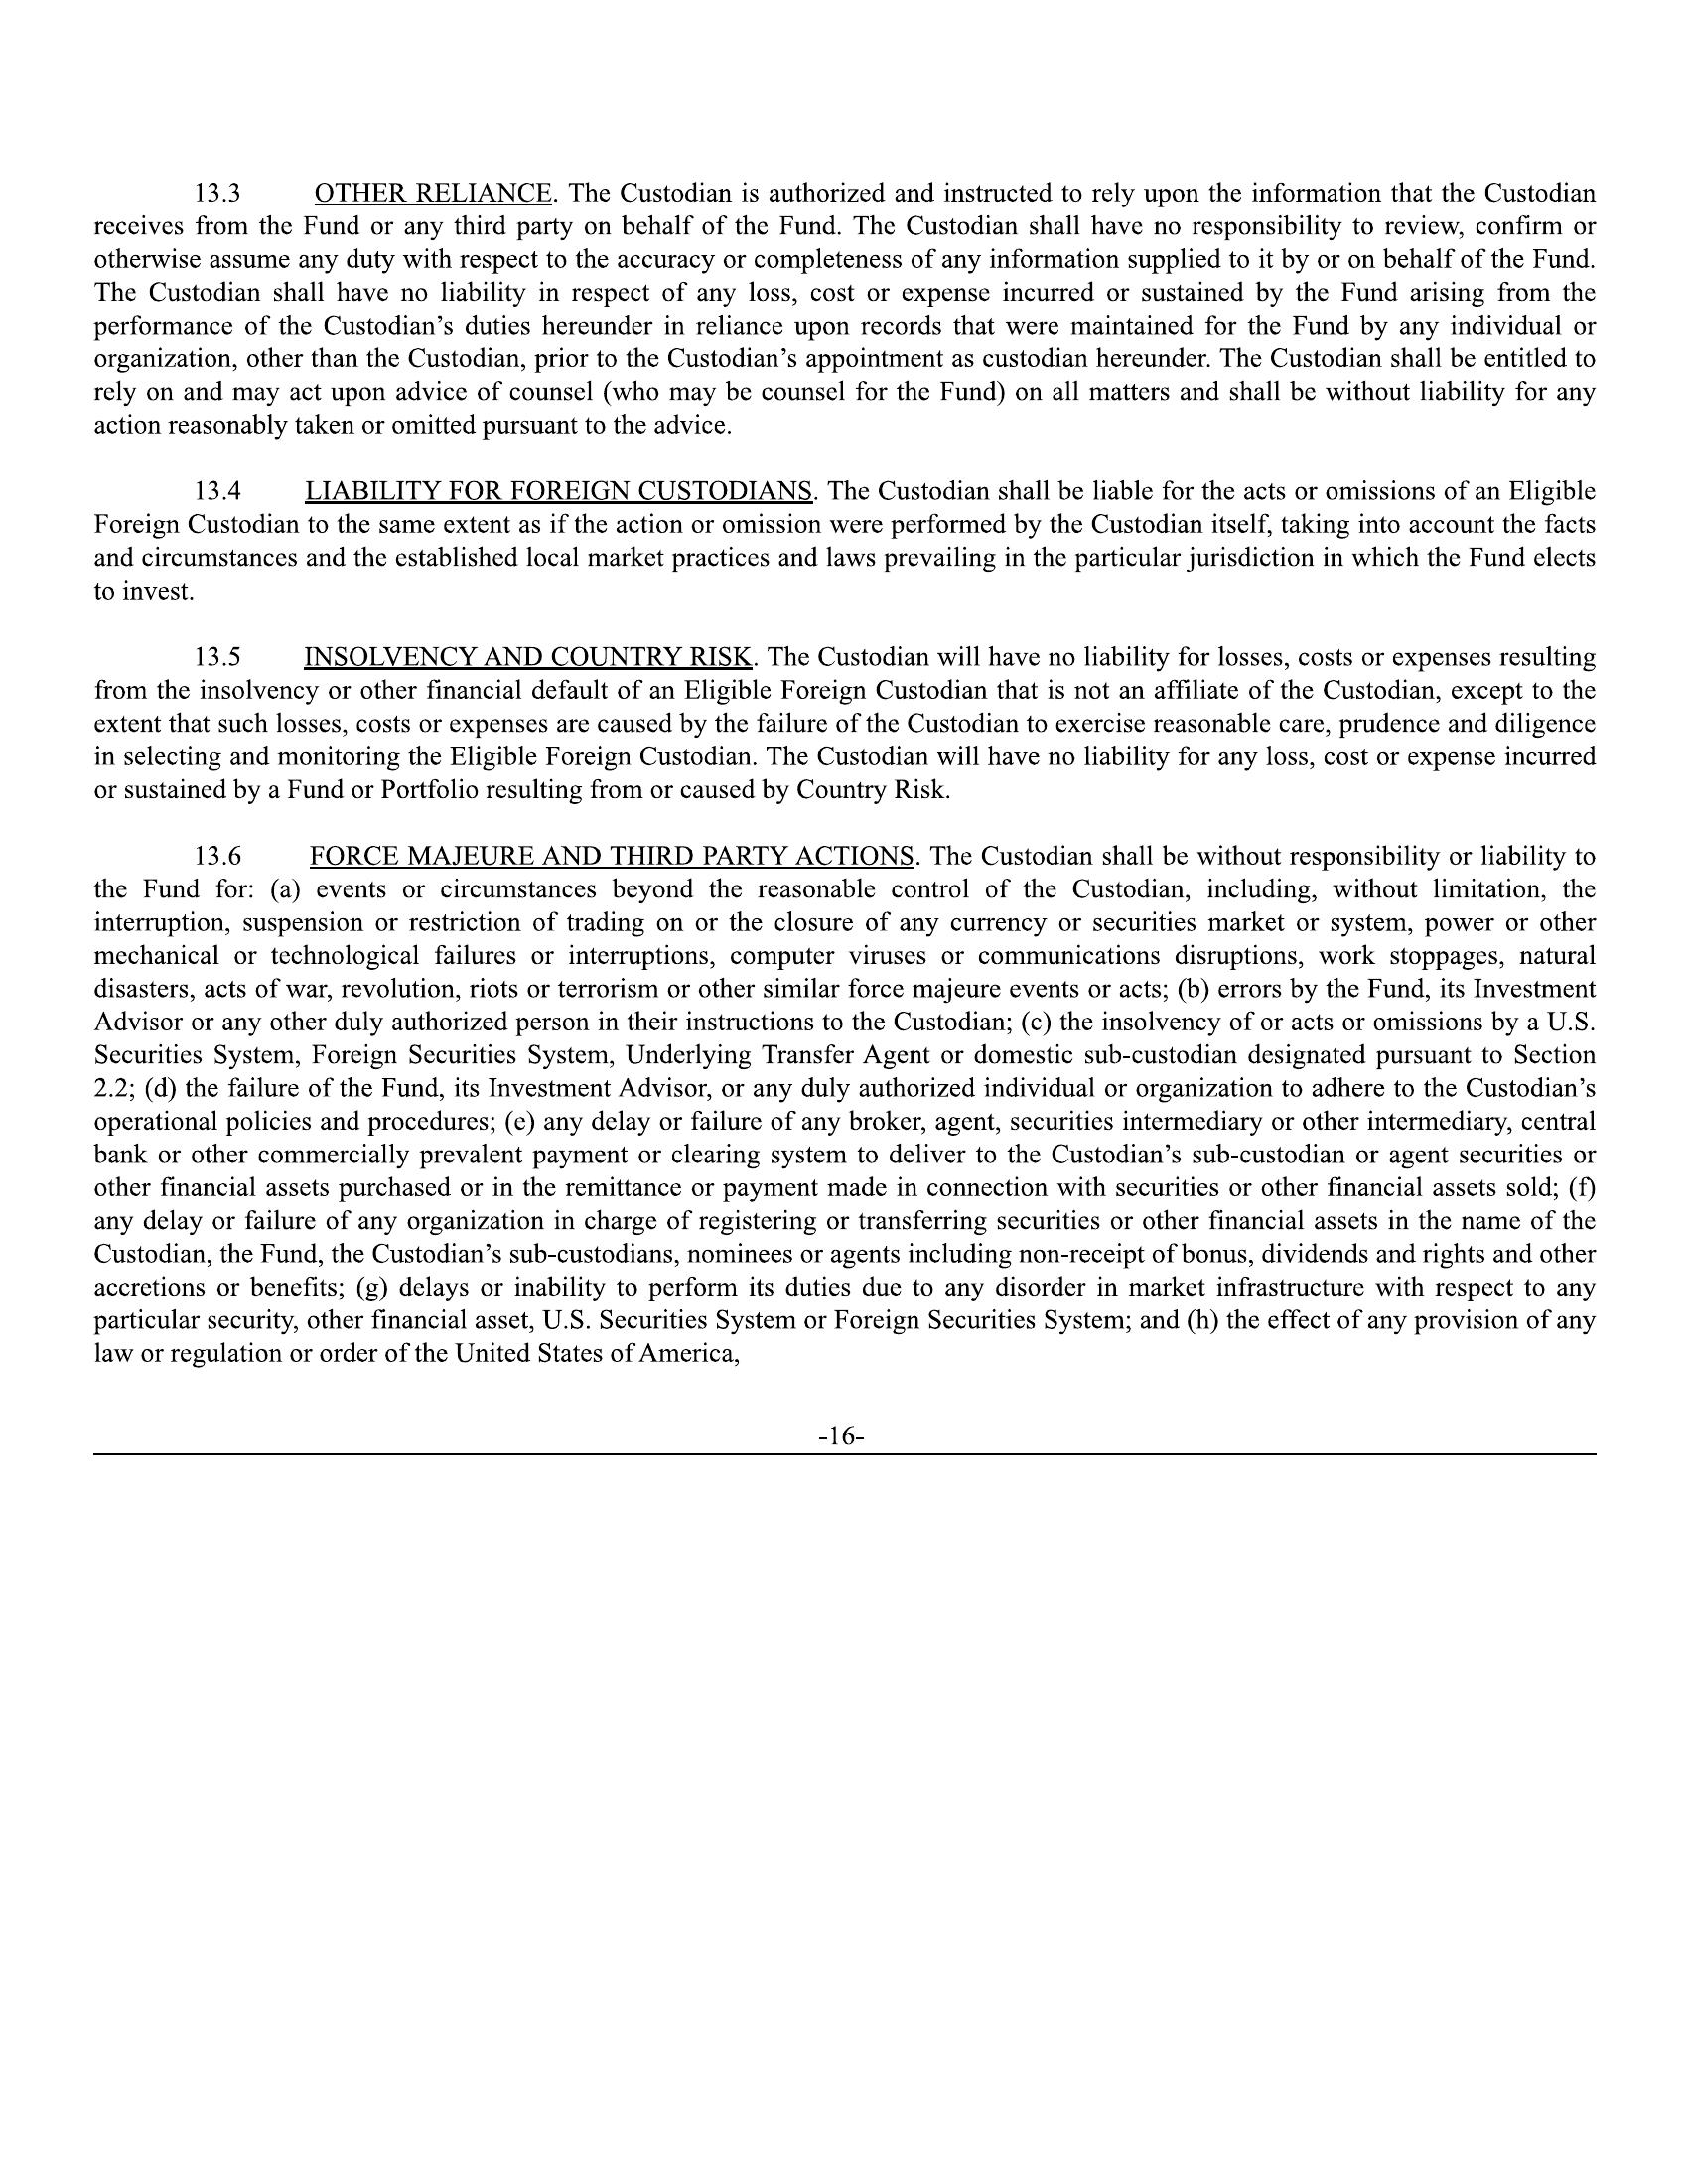 13.3 OTHER RELIANCE. The Custodian is authorized and instructed to rely upon the information that the Custodian
receives from the Fund or any third party on behalf of the Fund. The Custodian shall have no responsibility to review, confirm or
otherwise assume any duty with respect to the accuracy or completeness of any information supplied to it by or on behalf of the Fund.
The Custodian shall have no liability in respect of any loss, cost or expense incurred or sustained by the Fund arising from the
performance of the Custodian’s duties hereunder in reliance upon records that were maintained for the Fund by any individual or
organization, other than the Custodian, prior to the Custodian’s appointment as custodian hereunder. The Custodian shall be entitled to
rely on and may act upon advice of counsel (who may be counsel for the Fund) on all matters and shall be without liability for any
action reasonably taken or omitted pursuant to the advice.
13.4 LIABILITY FOR FOREIGN CUSTODIANS. The Custodian shall be liable for the acts or omissions of an Eligible
Foreign Custodian to the same extent as if the action or omission were performed by the Custodian itself, taking into account the facts
and circumstances and the established local market practices and laws prevailing in the particular jurisdiction in which the Fund elects
to invest.
13.5 INSOLVENCY AND COUNTRY RISK. The Custodian will have no liability for losses, costs or expenses resulting
from the insolvency or other financial default of an Eligible Foreign Custodian that is not an affiliate of the Custodian, except to the
extent that such losses, costs or expenses are caused by the failure of the Custodian to exercise reasonable care, prudence and diligence
in selecting and monitoring the Eligible Foreign Custodian. The Custodian will have no liability for any loss, cost or expense incurred
or sustained by a Fund or Portfolio resulting from or caused by Country Risk.
13.6 FORCE MAJEURE AND THIRD PARTY ACTIONS. The Custodian shall be without responsibility or liability to
the Fund for: (a) events or circumstances beyond the reasonable control of the Custodian, including, without limitation, the
interruption, suspension or restriction of trading on or the closure of any currency or securities market or system, power or other
mechanical or technological failures or interruptions, computer viruses or communications disruptions, work stoppages, natural
disasters, acts of war, revolution, riots or terrorism or other similar force majeure events or acts; (b) errors by the Fund, its Investment
Advisor or any other duly authorized person in their instructions to the Custodian; (c) the insolvency of or acts or omissions by a U.S.
Securities System, Foreign Securities System, Underlying Transfer Agent or domestic sub-custodian designated pursuant to Section
2.2; (d) the failure of the Fund, its Investment Advisor, or any duly authorized individual or organization to adhere to the Custodian’s
operational policies and procedures; (e) any delay or failure of any broker, agent, securities intermediary or other intermediary, central
bank or other commercially prevalent payment or clearing system to deliver to the Custodian’s sub-custodian or agent securities or
other financial assets purchased or in the remittance or payment made in connection with securities or other financial assets sold; (f)
any delay or failure of any organization in charge of registering or transferring securities or other financial assets in the name of the
Custodian, the Fund, the Custodian’s sub-custodians, nominees or agents including non-receipt of bonus, dividends and rights and other
accretions or benefits; (g) delays or inability to perform its duties due to any disorder in market infrastructure with respect to any
particular security, other financial asset, U.S. Securities System or Foreign Securities System; and (h) the effect of any provision of any
law or regulation or order of the United States of America,
-16-